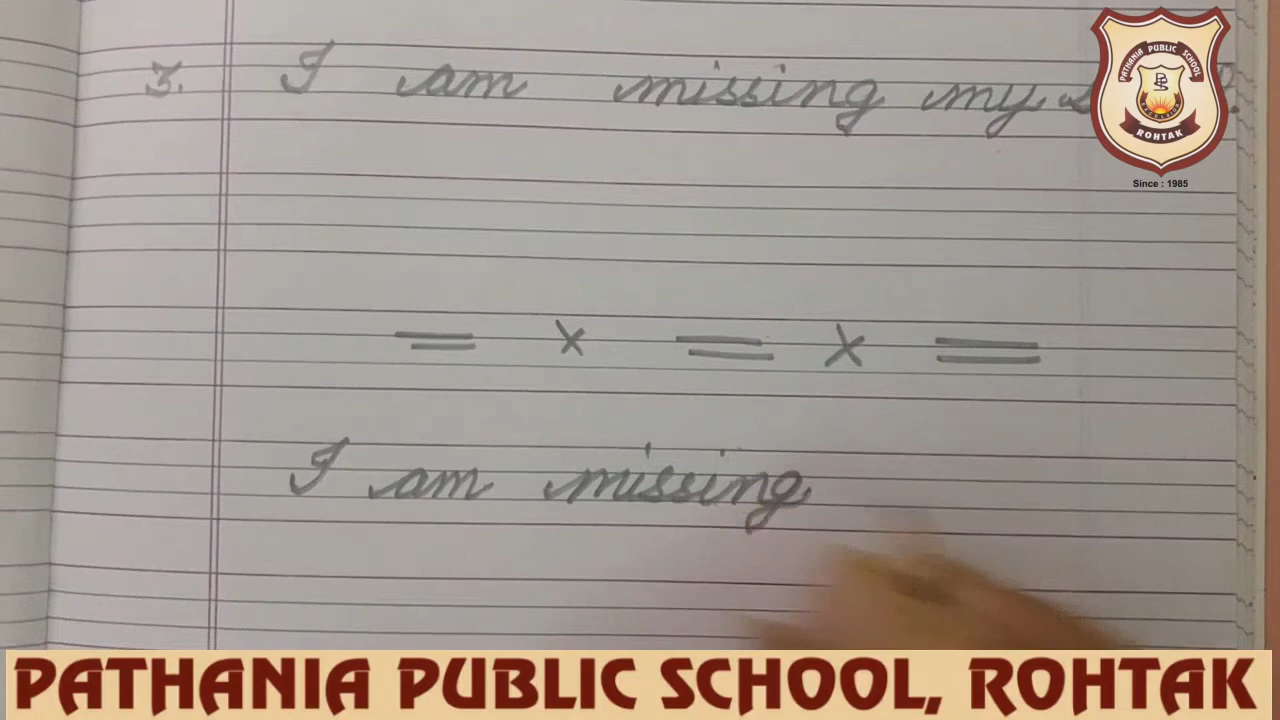 3. I am missing my
= x = x =
I am missing
PATHANIA PUBLIC SCHOOL
ROHTAK
Since : 1985
PATHANIA PUBLIC SCHOOL, ROHTAK